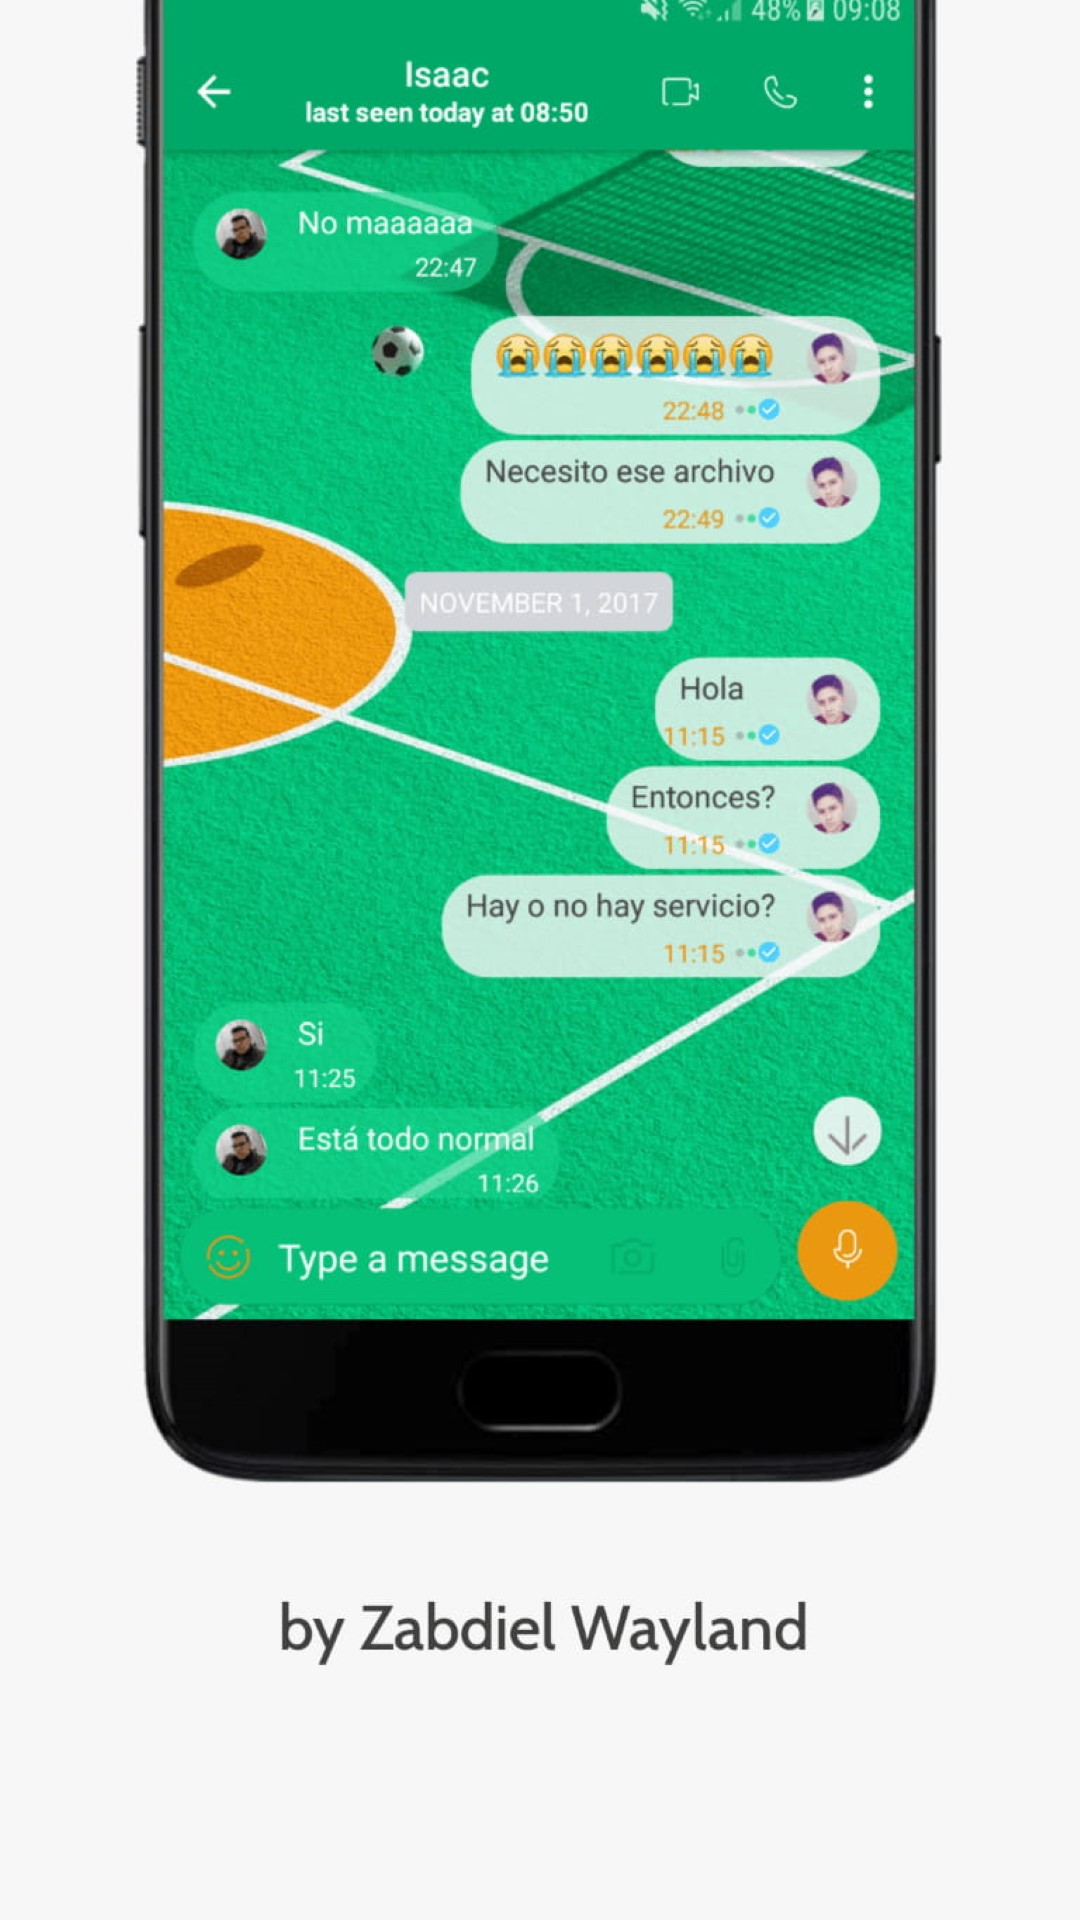 48% 09:08
Isaac
last seen today at 08:50
No maaaaaa
22:47
😭😭😭😭😭😭
22:48
Necesito ese archivo
22:49
NOVEMBER 1, 2017
Hola
11:15
Entonces?
11:15
Hay o no hay servicio?
11:15
Si
11:25
Está todo normal
11:26
Type a message
by Zabdiel Wayland